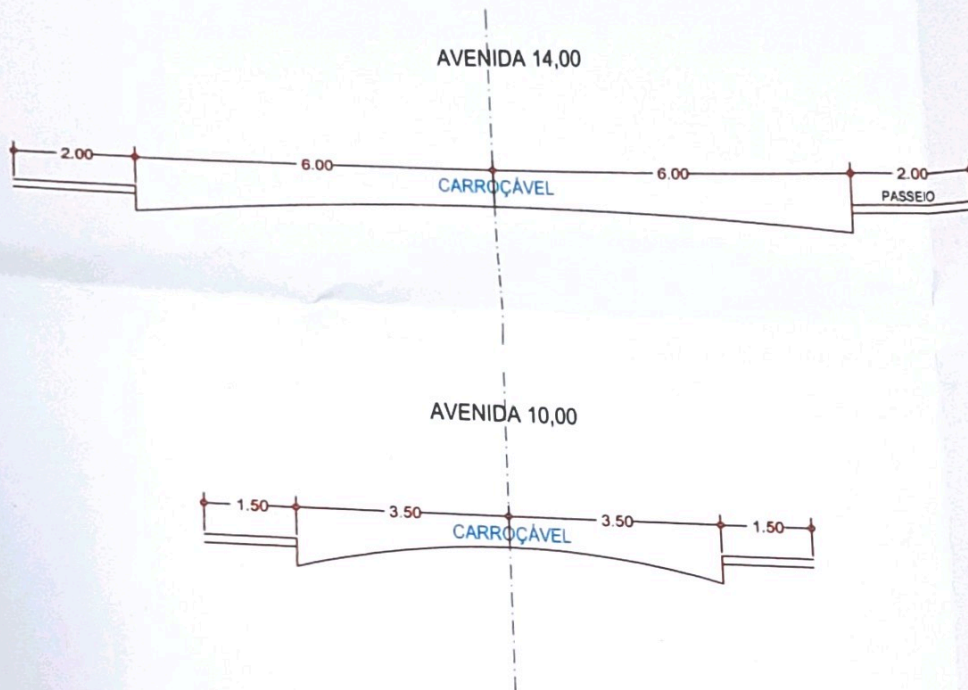 AVENIDA 14,00
2.00
6.00
6.00
2.00
CARROÇÁVEL
PASSEIO
AVENIDA 10,00
1.50
3.50
3.50
1.50
CARROÇÁVEL